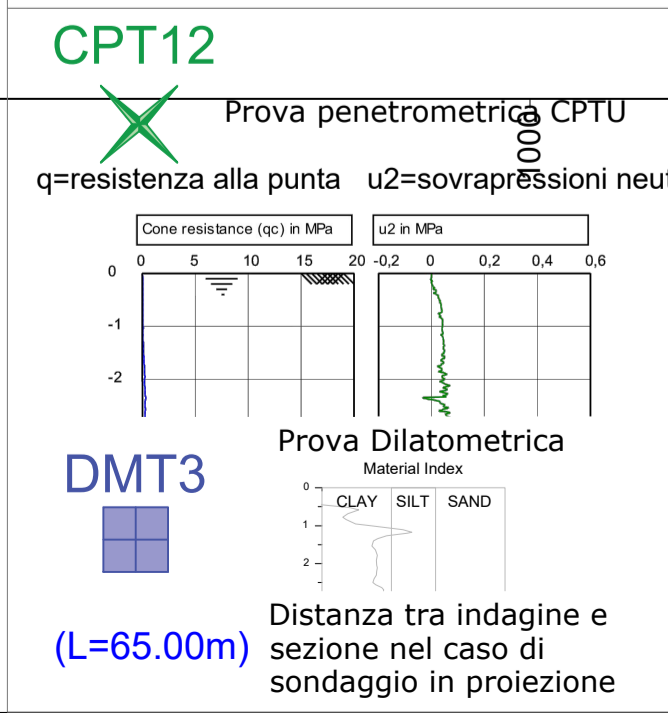 CPT12
Prova penetrometrica CPTU
1000
q=resistenza alla punta u2=sovrapressioni neut
Cone resistance (qc) in MPa u2 in MPa
0 5 10 15 20 -0,2 0 0,2 0,4 0,6
0
-1
-2
Prova Dilatometrica
DMT3
Material Index
0
CLAY SILT SAND
1
2
Distanza tra indagine e
(L=65.00m) sezione nel caso di
sondaggio in proiezione